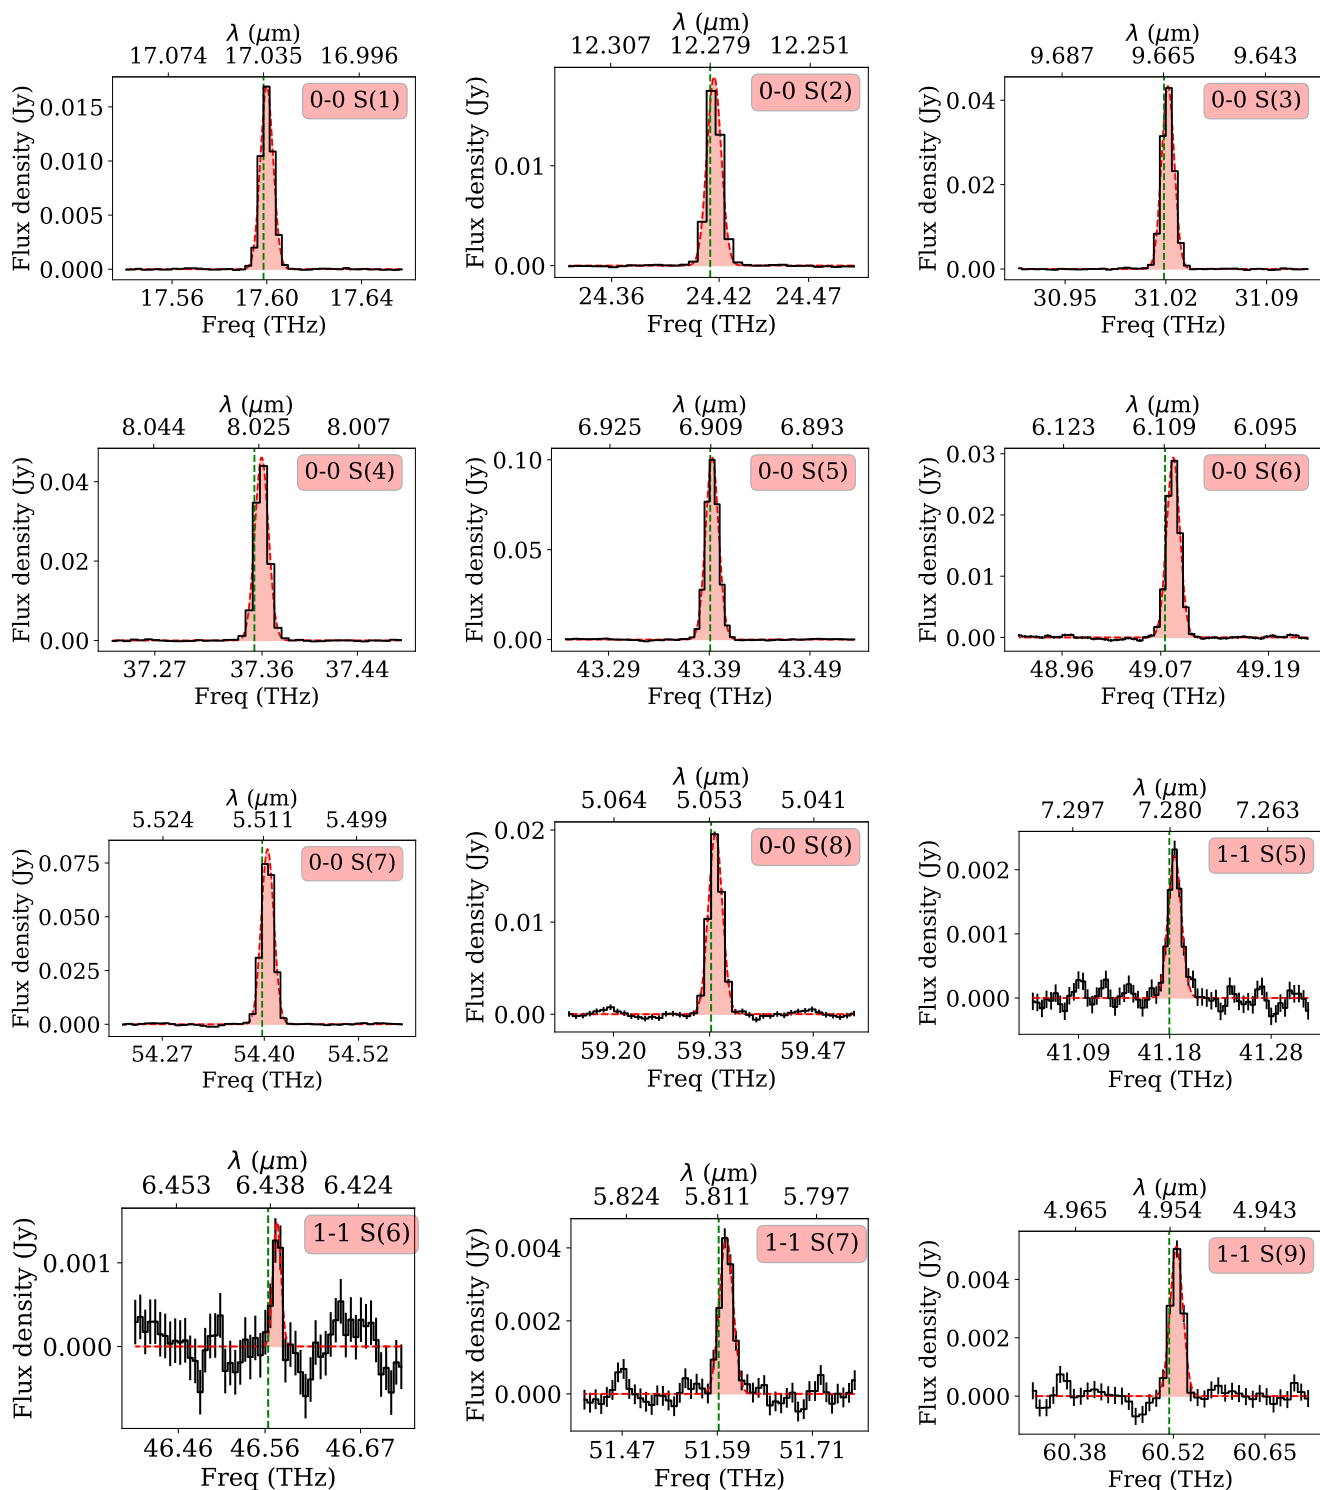 λ (μm)
17.074 17.035 16.996
Flux density (Jy)
0.015
0.010
0.005
0.000
0-0 S(1)
17.56 17.60 17.64
Freq (THz)
λ (μm)
12.307 12.279 12.251
Flux density (Jy)
0.01
0.00
0-0 S(2)
24.36 24.42 24.47
Freq (THz)
λ (μm)
9.687 9.665 9.643
Flux density (Jy)
0.04
0.02
0.00
0-0 S(3)
30.95 31.02 31.09
Freq (THz)
λ (μm)
8.044 8.025 8.007
Flux density (Jy)
0.04
0.02
0.00
0-0 S(4)
37.27 37.36 37.44
Freq (THz)
λ (μm)
6.925 6.909 6.893
Flux density (Jy)
0.10
0.05
0.00
0-0 S(5)
43.29 43.39 43.49
Freq (THz)
λ (μm)
6.123 6.109 6.095
Flux density (Jy)
0.03
0.02
0.01
0.00
0-0 S(6)
48.96 49.07 49.19
Freq (THz)
λ (μm)
5.524 5.511 5.499
Flux density (Jy)
0.075
0.050
0.025
0.000
0-0 S(7)
54.27 54.40 54.52
Freq (THz)
λ (μm)
5.064 5.053 5.041
Flux density (Jy)
0.02
0.01
0.00
0-0 S(8)
59.20 59.33 59.47
Freq (THz)
λ (μm)
7.297 7.280 7.263
Flux density (Jy)
0.002
0.001
0.000
1-1 S(5)
41.09 41.18 41.28
Freq (THz)
λ (μm)
6.453 6.438 6.424
Flux density (Jy)
0.001
0.000
1-1 S(6)
46.46 46.56 46.67
Freq (THz)
λ (μm)
5.824 5.811 5.797
Flux density (Jy)
0.004
0.002
0.000
1-1 S(7)
51.47 51.59 51.71
Freq (THz)
λ (μm)
4.965 4.954 4.943
Flux density (Jy)
0.004
0.002
0.000
1-1 S(9)
60.38 60.52 60.65
Freq (THz)